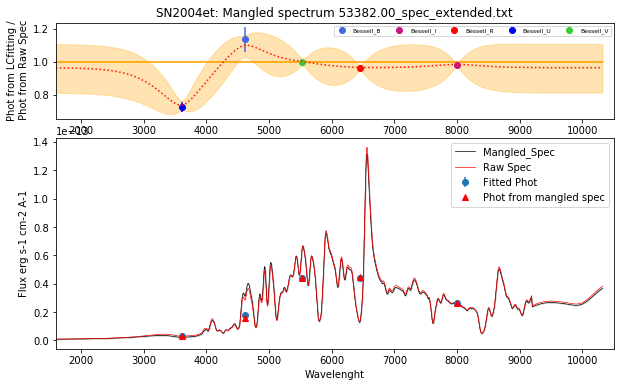 SN2004et: Mangled spectrum 53382.00_spec_extended.txt
Phot from LCfitting /
Phot from Raw Spec
1.2
1.0
0.8
Bessell_B
Bessell_I
Bessell_R
Bessell_U
Bessell_V
2000 3000 4000 5000 6000 7000 8000 9000 10000
1e−13
Flux erg s-1 cm-2 A-1
1.4
1.2
1.0
0.8
0.6
0.4
0.2
0.0
Mangled_Spec
Raw Spec
Fitted Phot
Phot from mangled spec
2000 3000 4000 5000 6000 7000 8000 9000 10000
Wavelenght